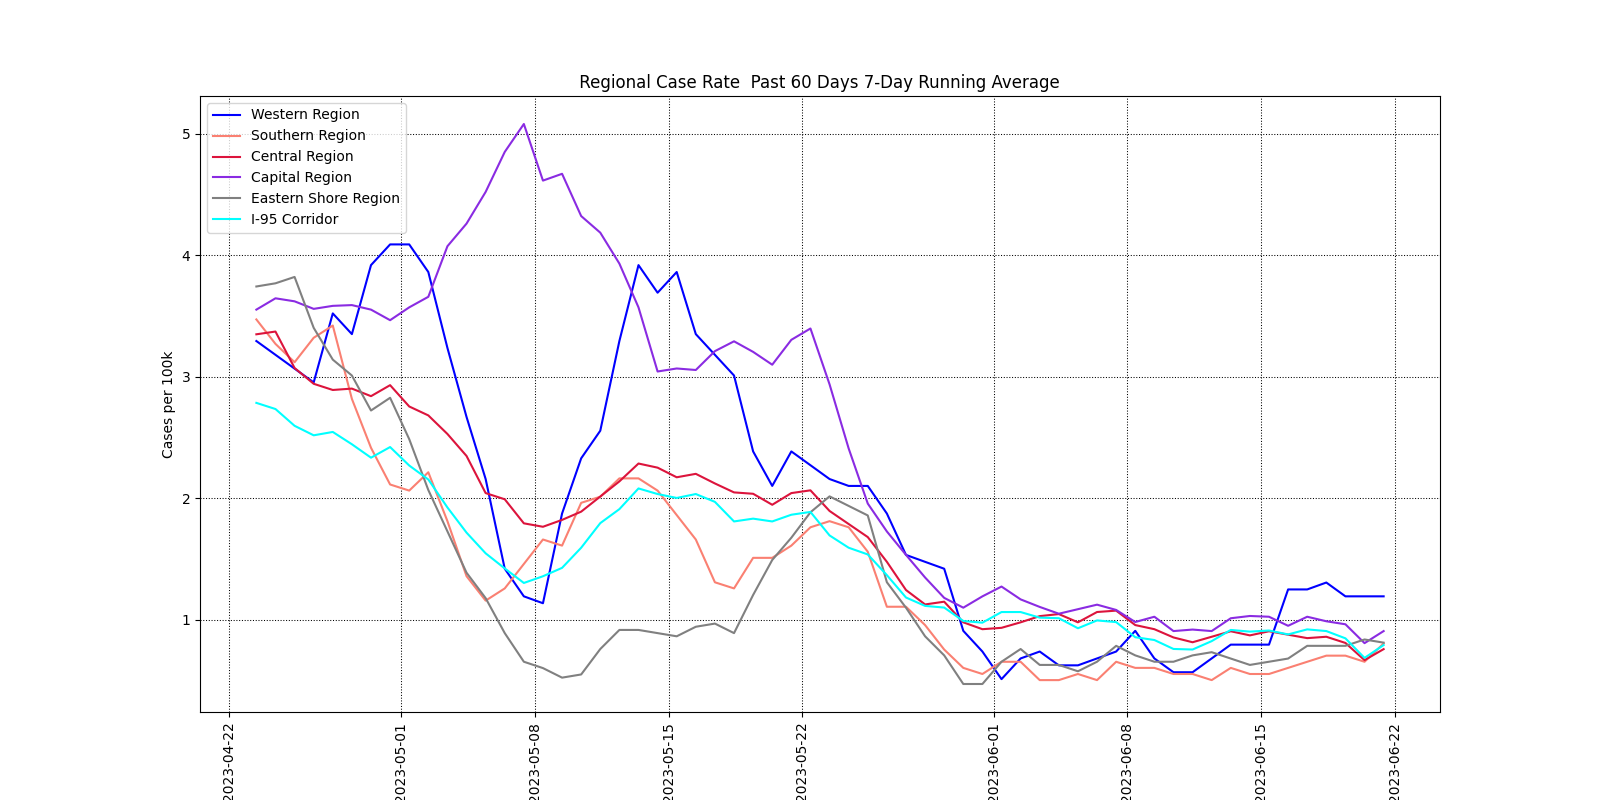 Regional Case Rate  Past 60 Days 7-Day Running Average
Western Region
Southern Region
Central Region
Capital Region
Eastern Shore Region
I-95 Corridor
Cases per 100k
5
4
3
2
1
2023-04-22
2023-05-01
2023-05-08
2023-05-15
2023-05-22
2023-06-01
2023-06-08
2023-06-15
2023-06-22